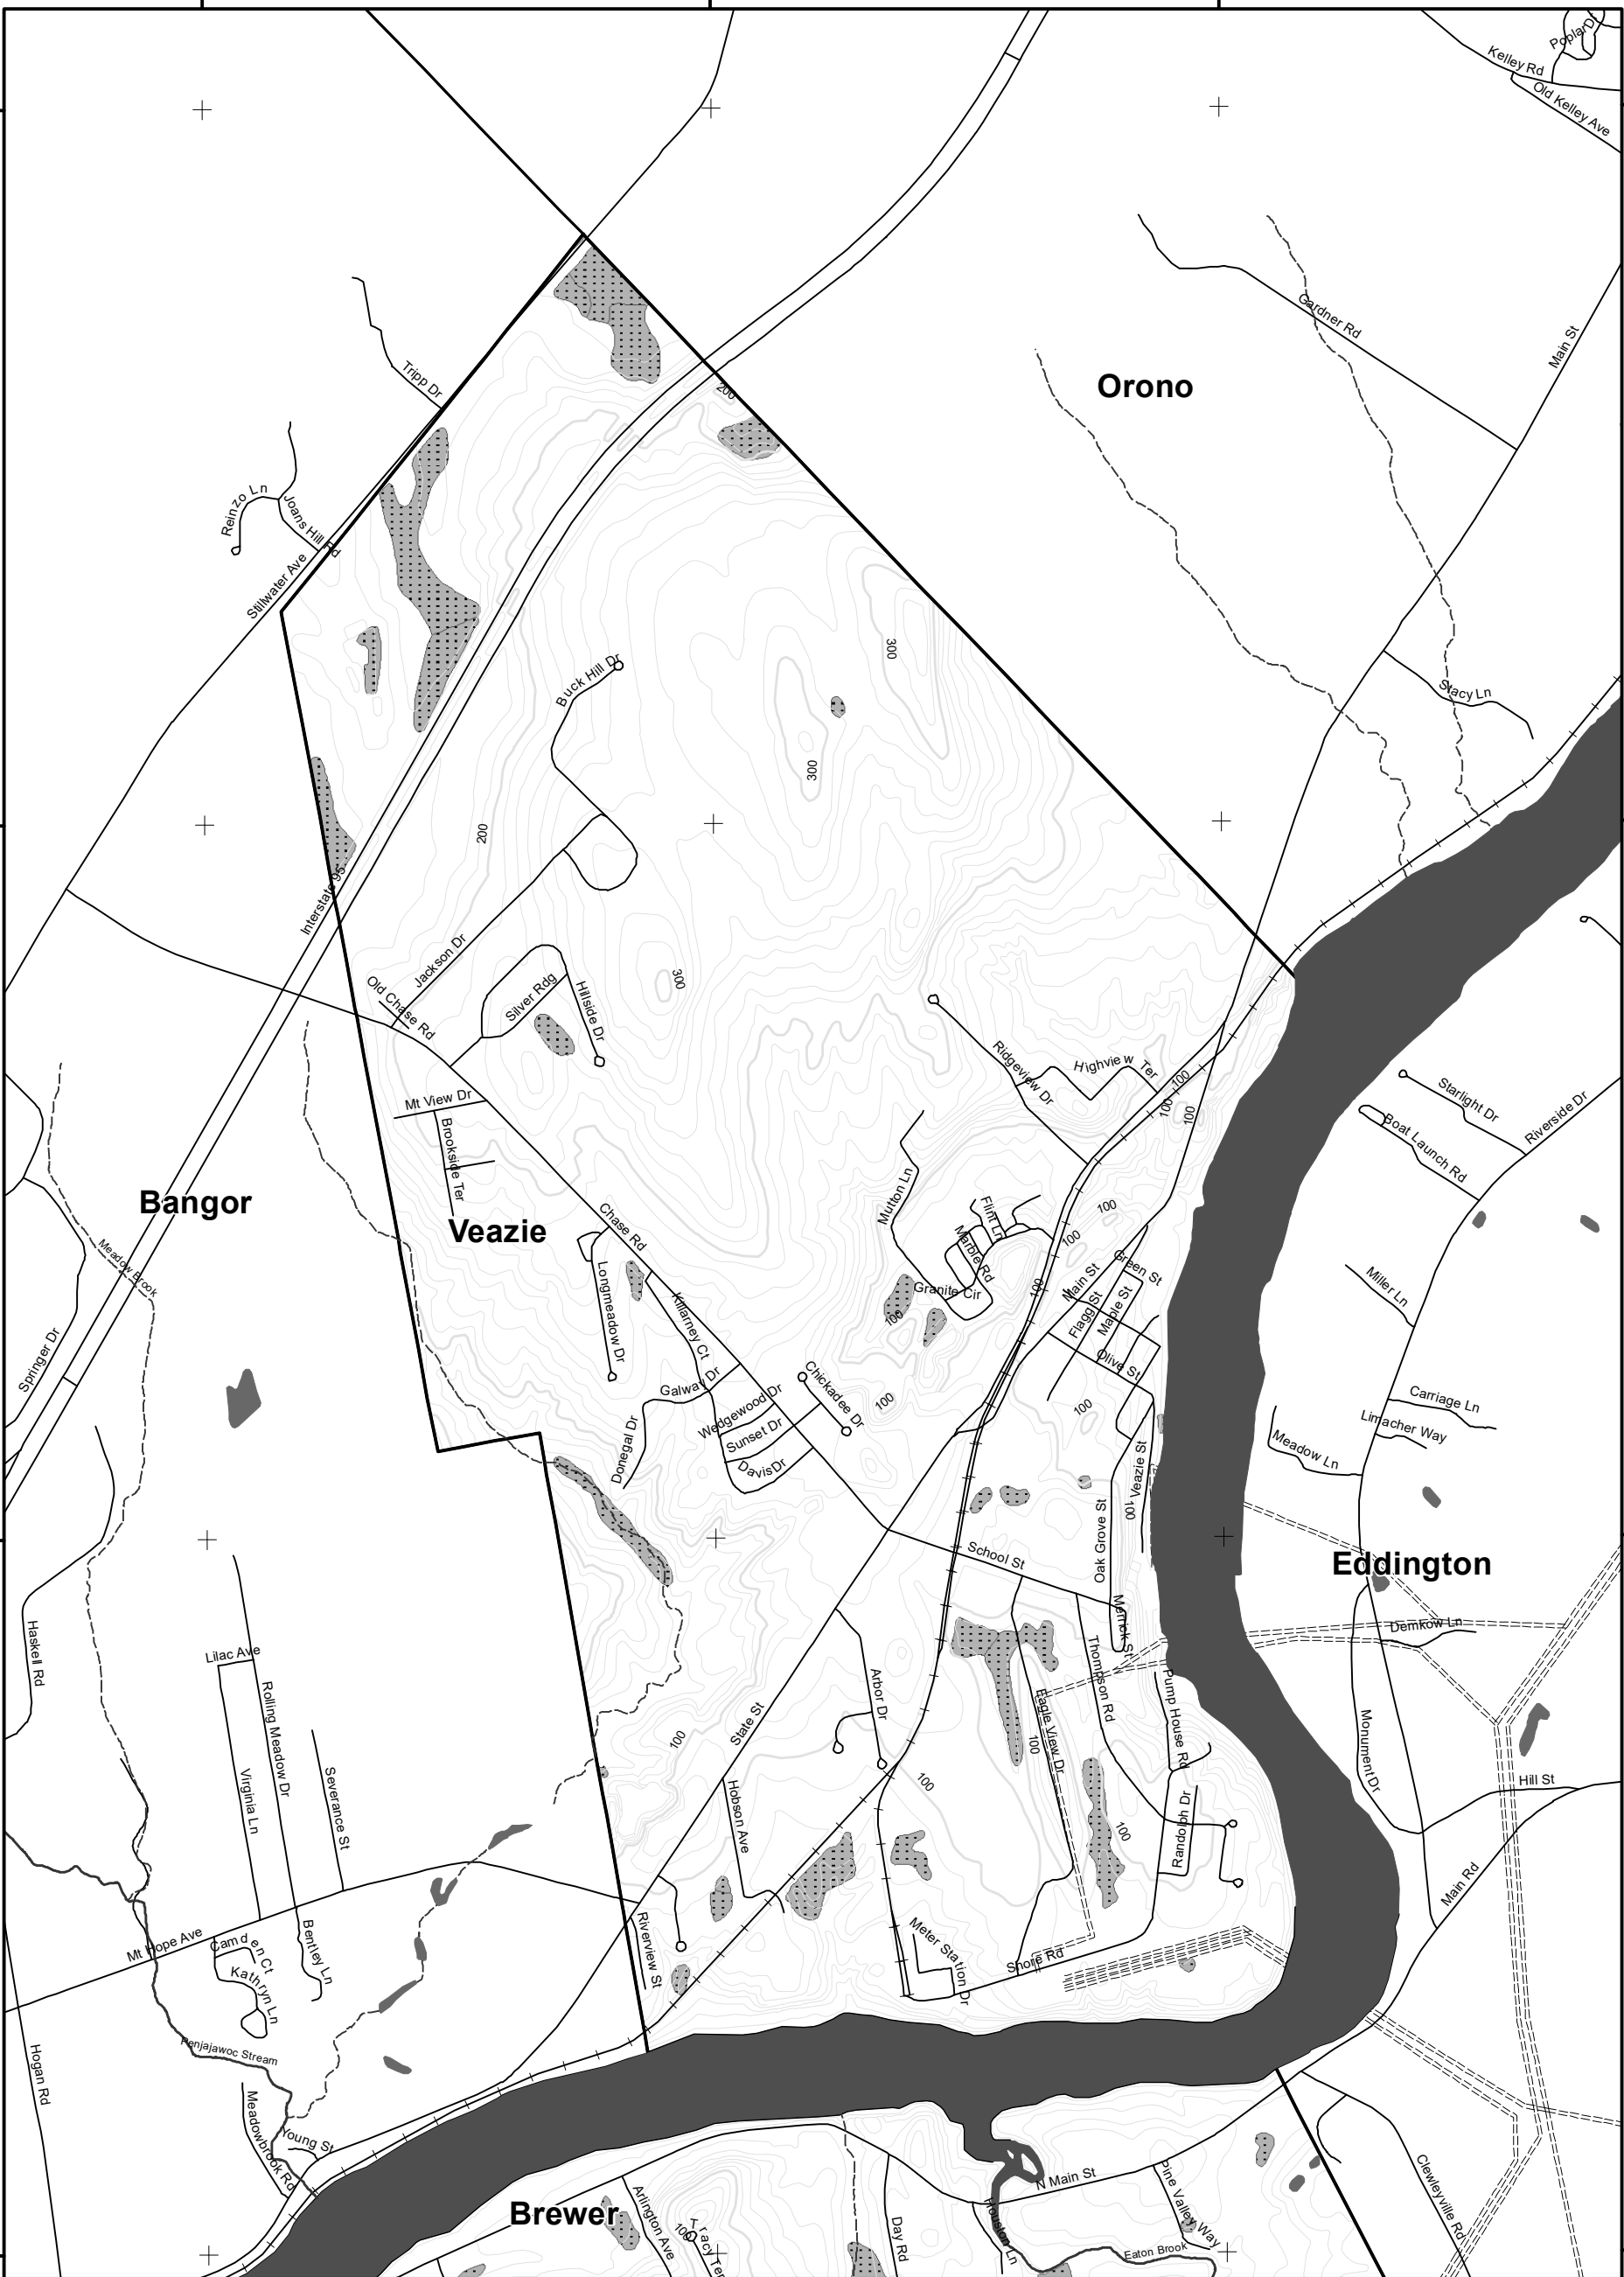 Poplar Dr
Kelley Rd
Old Kelley Ave
Gardner Rd
Main St
Orono
Tripp Dr
200
Reinzo Ln
Joans Hill Rd
Stillwater Ave
300
Buck Hill Dr
Stacy Ln
300
200
Interstate 95
Jackson Dr
300
Old Chase Rd
Silver Rdg
Hillside Dr
Ridgeview Dr
Highview Ter
100
100
100
Starlight Dr
Riverside Dr
Boat Launch Rd
Mt View Dr
Brookside Ter
Bangor
Veazie
Chase Rd
Mutton Ln
Flint Ln
Marble Rd
Granite Cir
100
100
100
100
Green St
Main St
Flagg St
Maple St
Olive St
Meadow Brook
Longmeadow Dr
Killarney Ct
Miller Ln
Springer Dr
Galway Dr
Chickadee Dr
100
100
Wedgewood Dr
Sunset Dr
Davis Dr
Donegal Dr
Carriage Ln
Limacher Way
Meadow Ln
Veazie St
100
Oak Grove St
School St
Eddington
Merrick St
Demkow Ln
Haskell Rd
Lilac Ave
Rolling Meadow Dr
Virginia Ln
Severance St
Arbor Dr
State St
100
Thompson Rd
Eagle View Dr
100
Pump House Rd
Monument Dr
Hill St
100
Hobson Ave
100
Randolph Dr
Main Rd
Mt Hope Ave
Camden Ct
Kathryn Ln
Bentley Ln
Riverview St
Meter Station Dr
Shore Rd
Penjajawoc Stream
Hogan Rd
Meadowbrook Rd
Young St
Brewer
Arlington Ave
100
Tracy Ter
Day Rd
N Main St
Houston Ln
Pine Valley Way
Eaton Brook
Clewleyville Rd